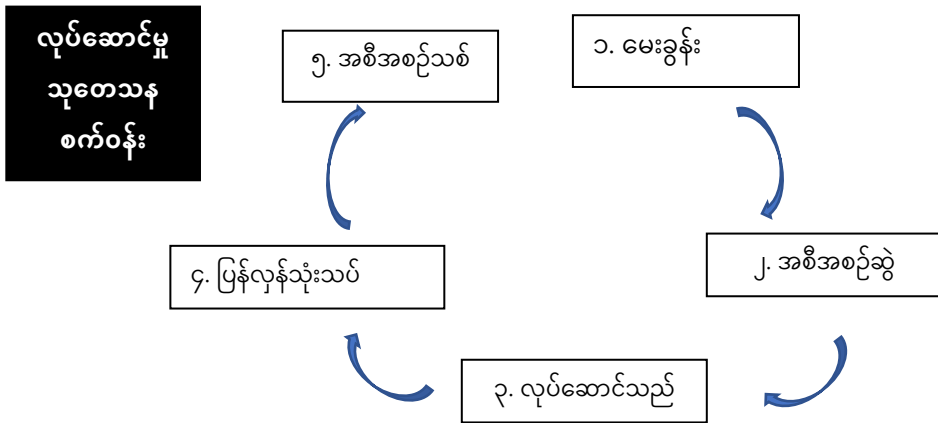 လုပ်ဆောင်မှု
သုတေသန
စက်ဝန်း
၁. မေးခွန်း
၂. အစီအစဉ်ဆွဲ
၃. လုပ်ဆောင်သည်
၄. ပြန်လှန်သုံးသပ်
၅. အစီအစဉ်သစ်